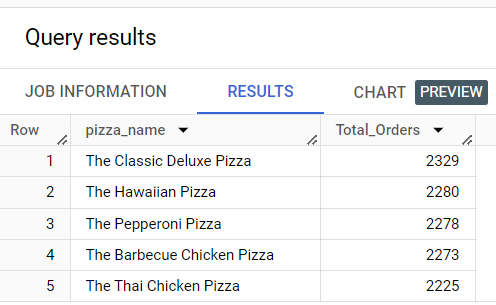 Query results
JOB INFORMATION RESULTS CHART PREVIEW
Row pizza_name Total_Orders
1 The Classic Deluxe Pizza 2329
2 The Hawaiian Pizza 2280
3 The Pepperoni Pizza 2278
4 The Barbecue Chicken Pizza 2273
5 The Thai Chicken Pizza 2225